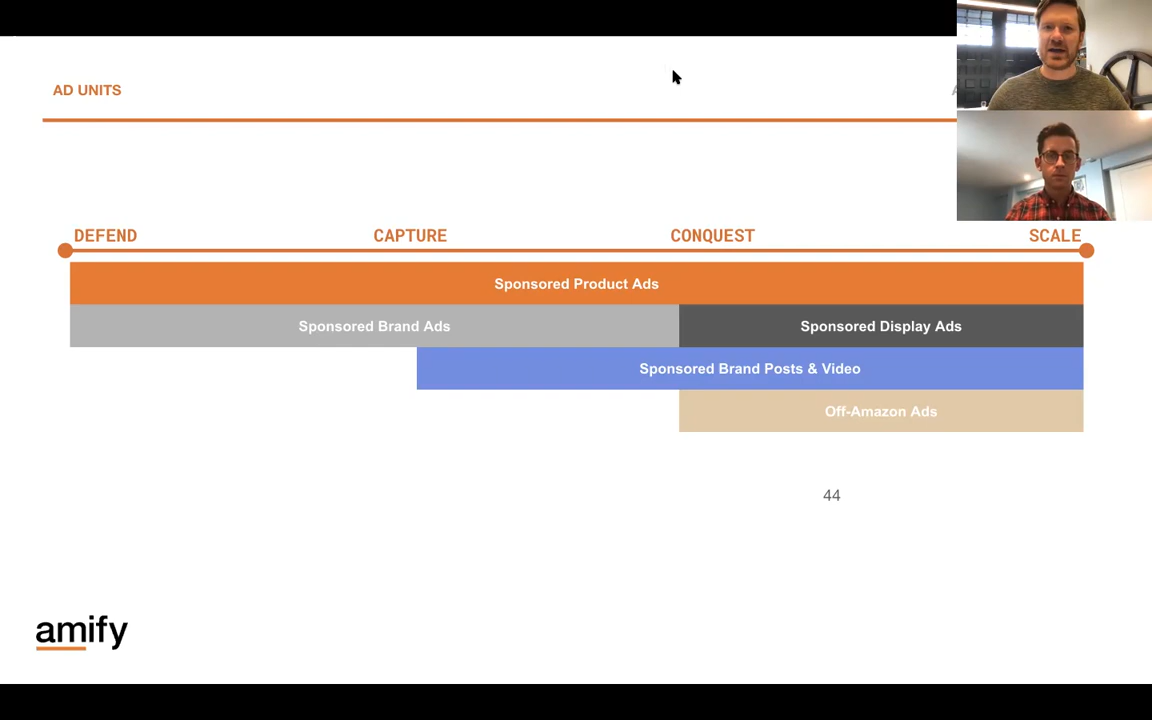 AD UNITS
DEFEND
CAPTURE
CONQUEST
SCALE
Sponsored Product Ads
Sponsored Brand Ads
Sponsored Display Ads
Sponsored Brand Posts & Video
Off-Amazon Ads
44
amify